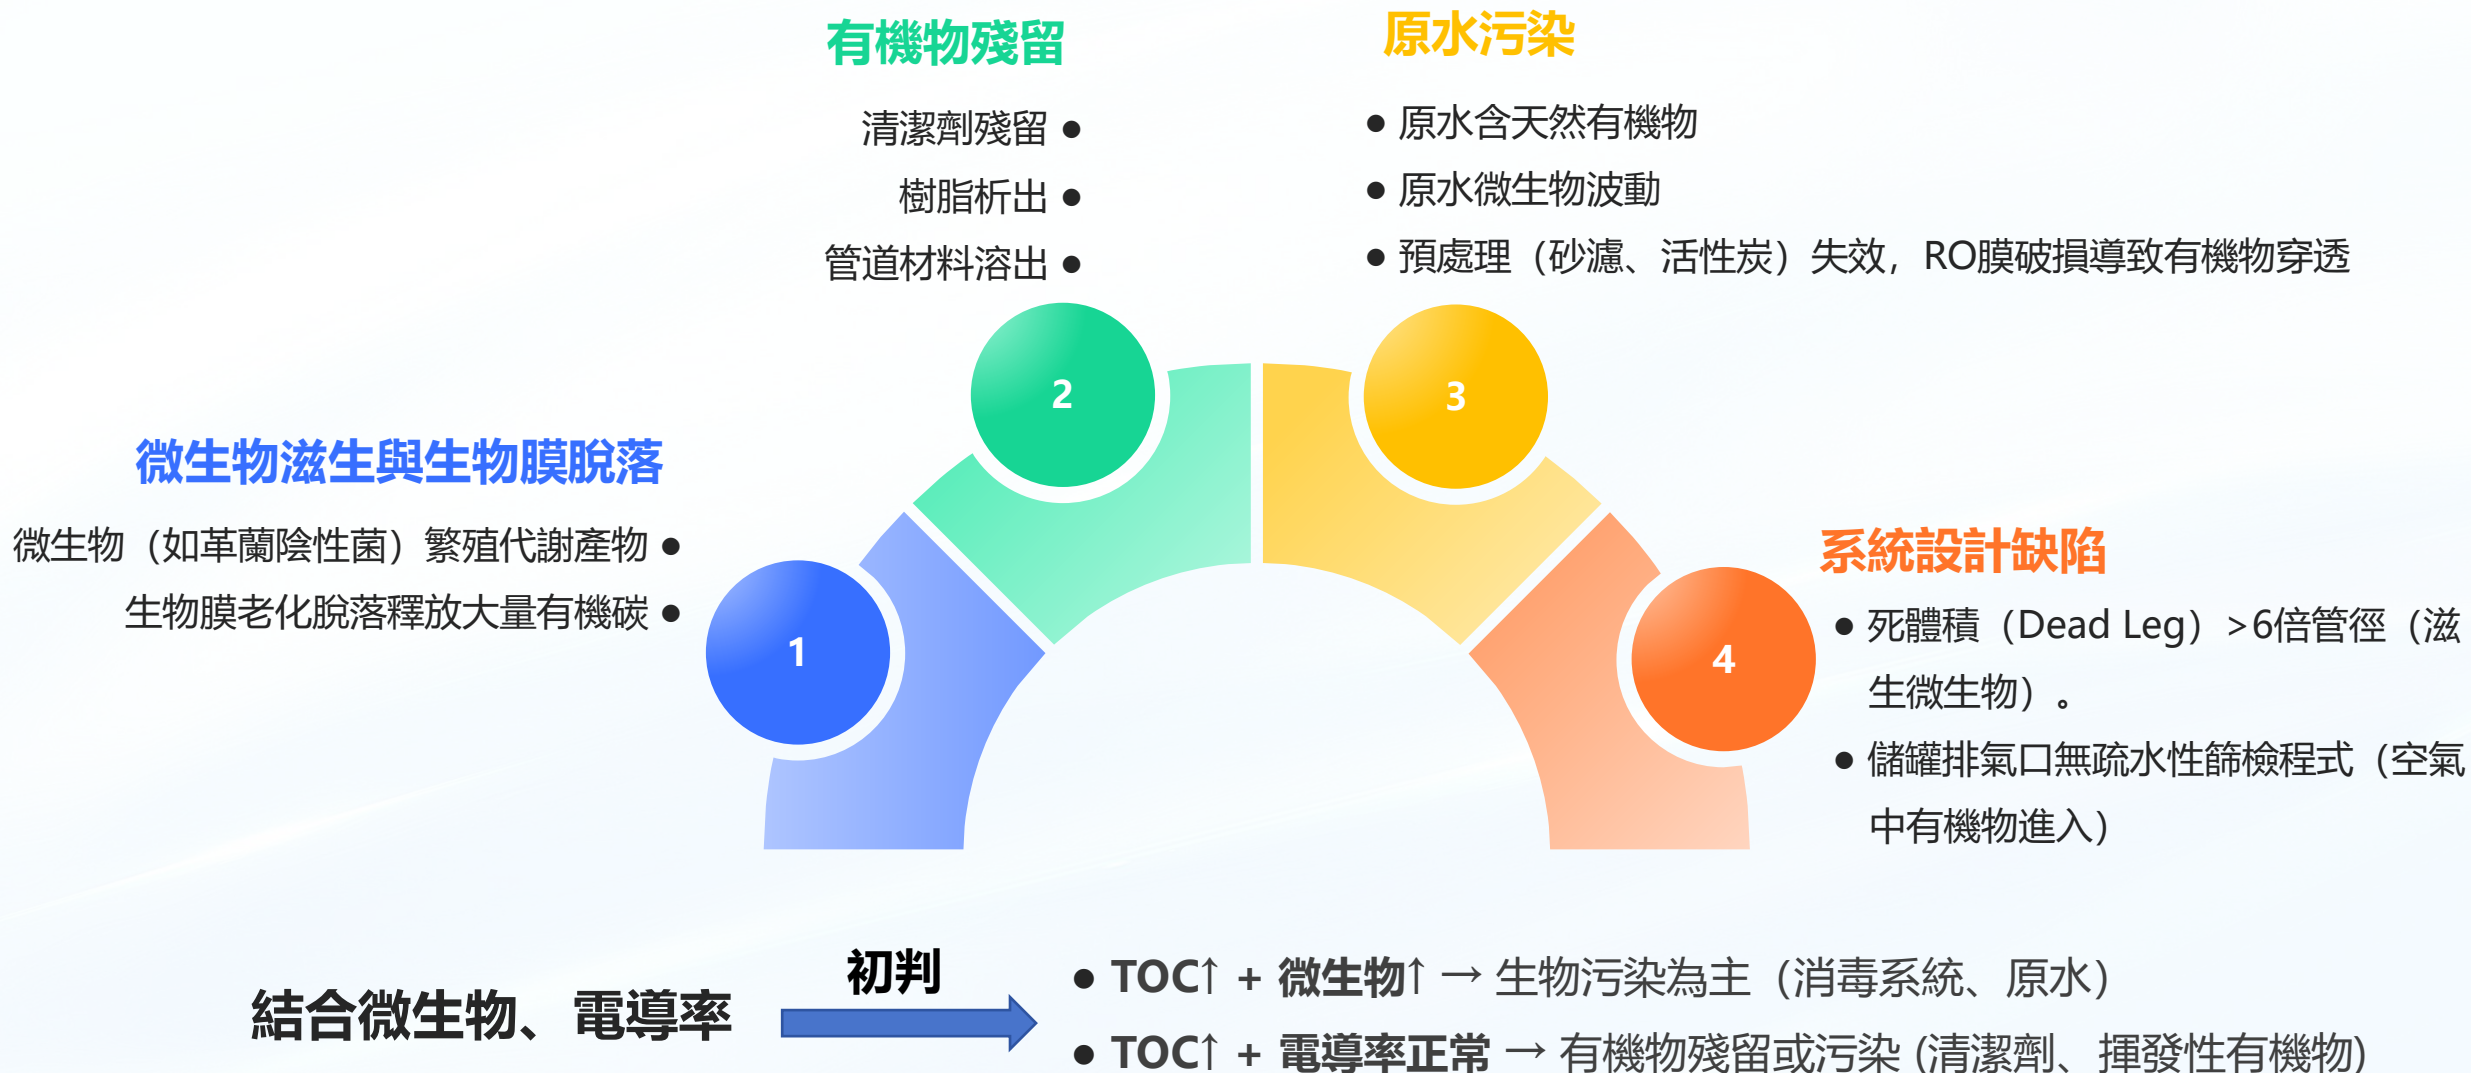 有機物殘留
清潔劑殘留 ●
樹脂析出 ●
管道材料溶出 ●
原水污染
● 原水含天然有機物
● 原水微生物波動
● 預處理（砂濾、活性炭）失效，RO膜破損導致有機物穿透
2
3
微生物滋生與生物膜脫落
微生物（如革蘭陰性菌）繁殖代謝產物 ●
生物膜老化脫落釋放大量有機碳 ●
1
4
系統設計缺陷
● 死體積（Dead Leg）>6倍管徑（滋
生微生物）。
● 儲罐排氣口無疏水性篩檢程式（空氣
中有機物進入）
結合微生物、電導率
初判
● TOC↑ + 微生物↑ → 生物污染為主（消毒系統、原水）
● TOC↑ + 電導率正常 → 有機物殘留或污染 (清潔劑、揮發性有機物)